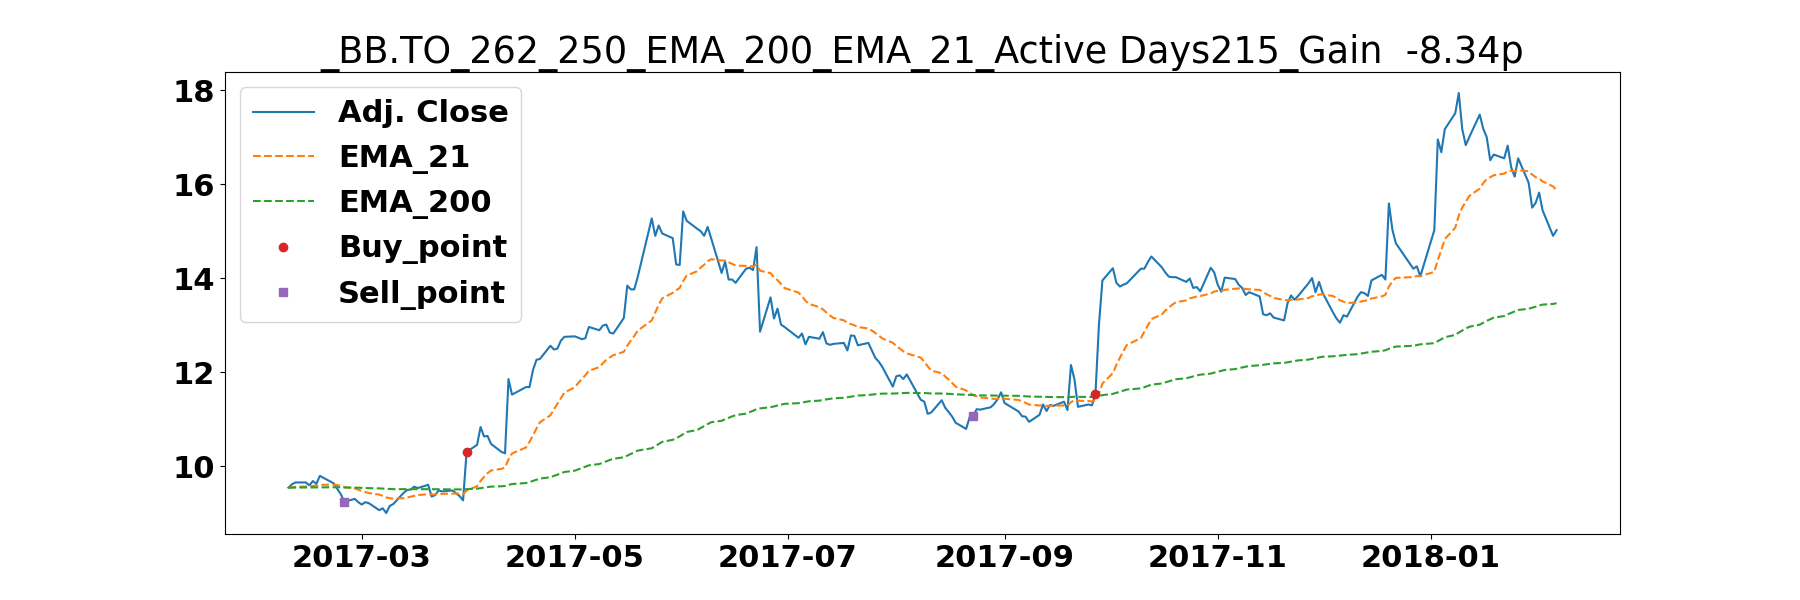 _BB.TO_262_250_EMA_200_EMA_21_Active Days215_Gain  -8.34p
18
16
14
12
10
Adj. Close
EMA_21
EMA_200
Buy_point
Sell_point
2017-03
2017-05
2017-07
2017-09
2017-11
2018-01